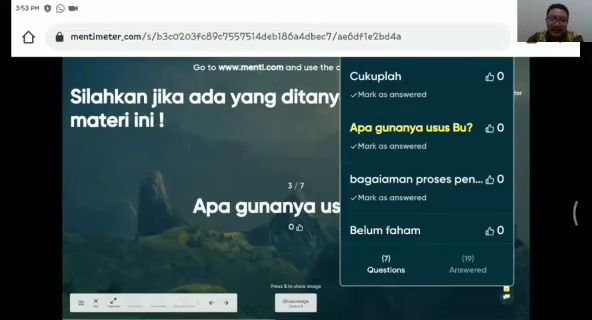 3:53 PM
mentimeter.com/s/b3c0203fc89c7557514deb186a4dbec7/ae6df1e2bd4a
Go to www.menti.com and use the c
Silahkan jika ada yang ditany
materi ini !
3 / 7
Apa gunanya us
0
Press S to show image
Show image
Cukuplah 0
Mark as answered
Apa gunanya usus Bu? 0
Mark as answered
bagaiaman proses pen... 0
Mark as answered
Belum faham 0
(7) (19)
Questions Answered